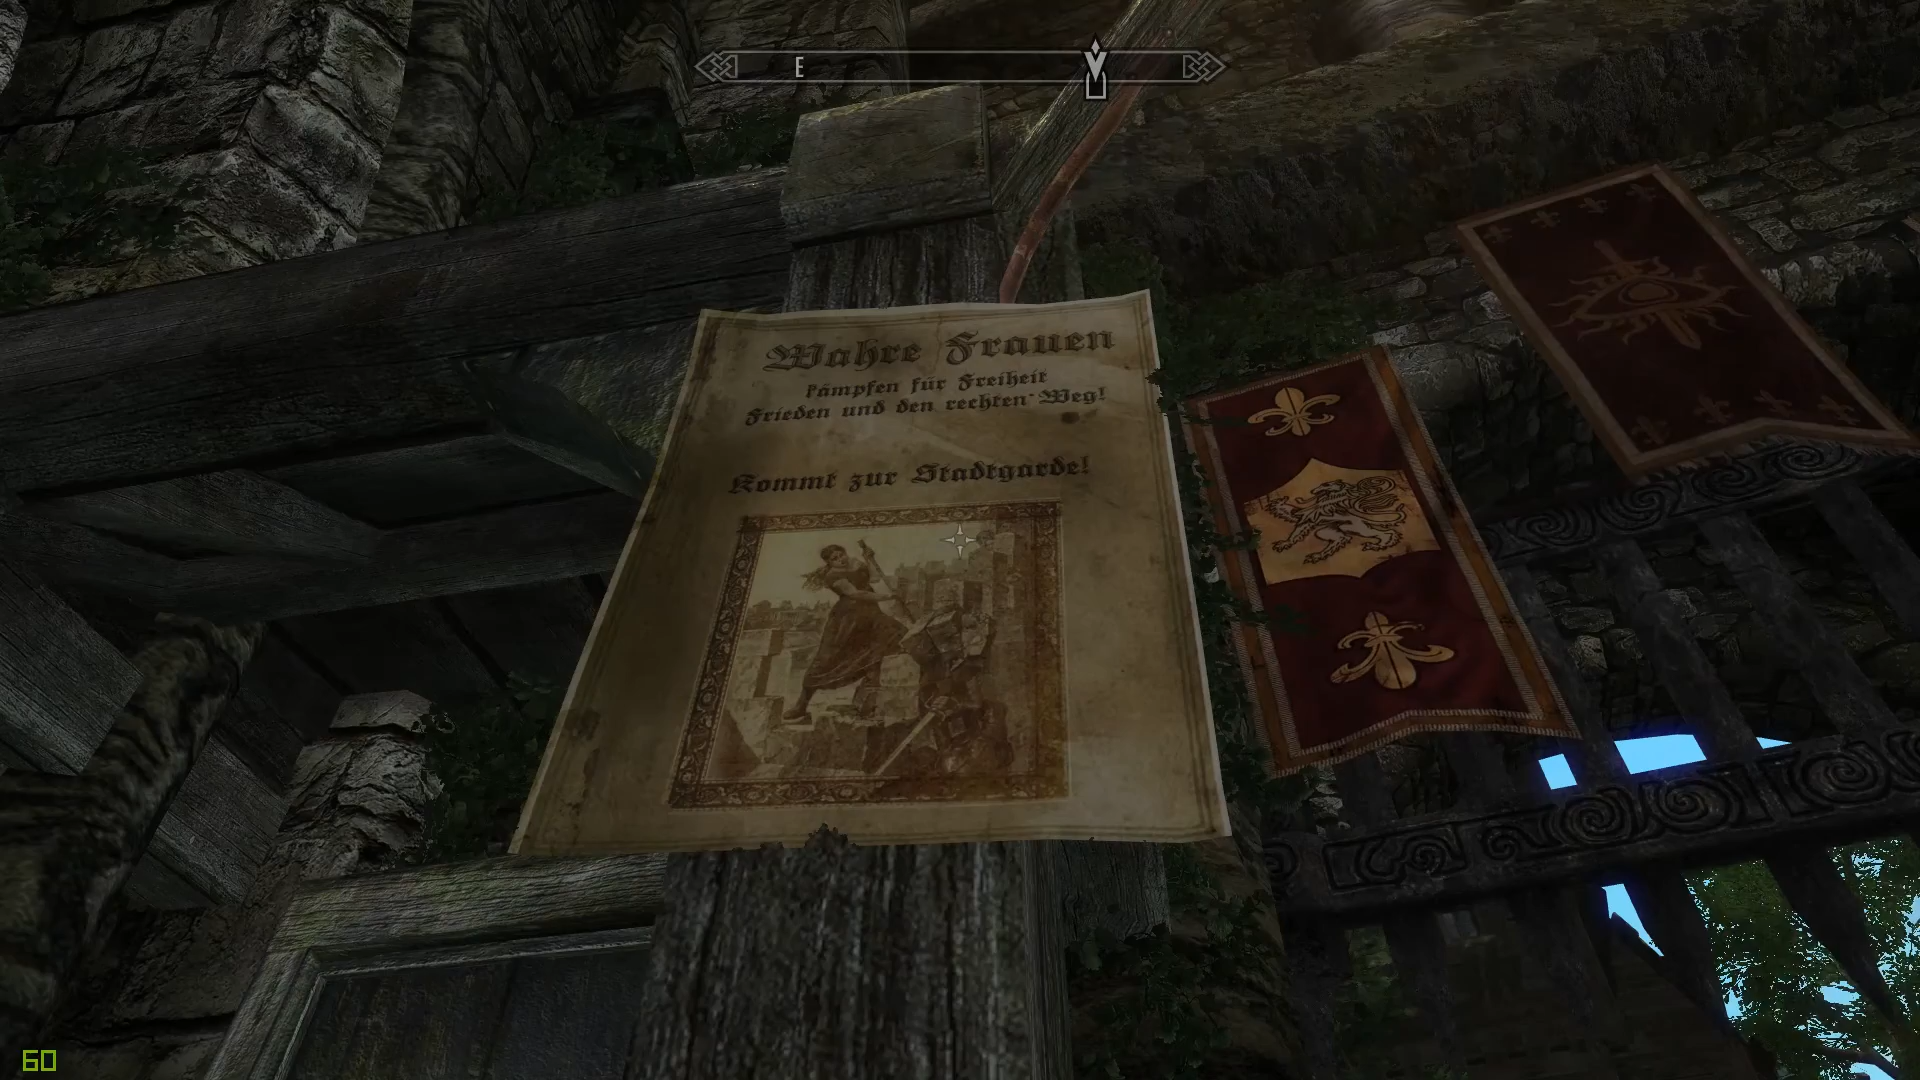 E
Wahre Frauen
kämpfen für Freiheit
Frieden und den rechten Weg!
Kommt zur Stadtgarde!
60